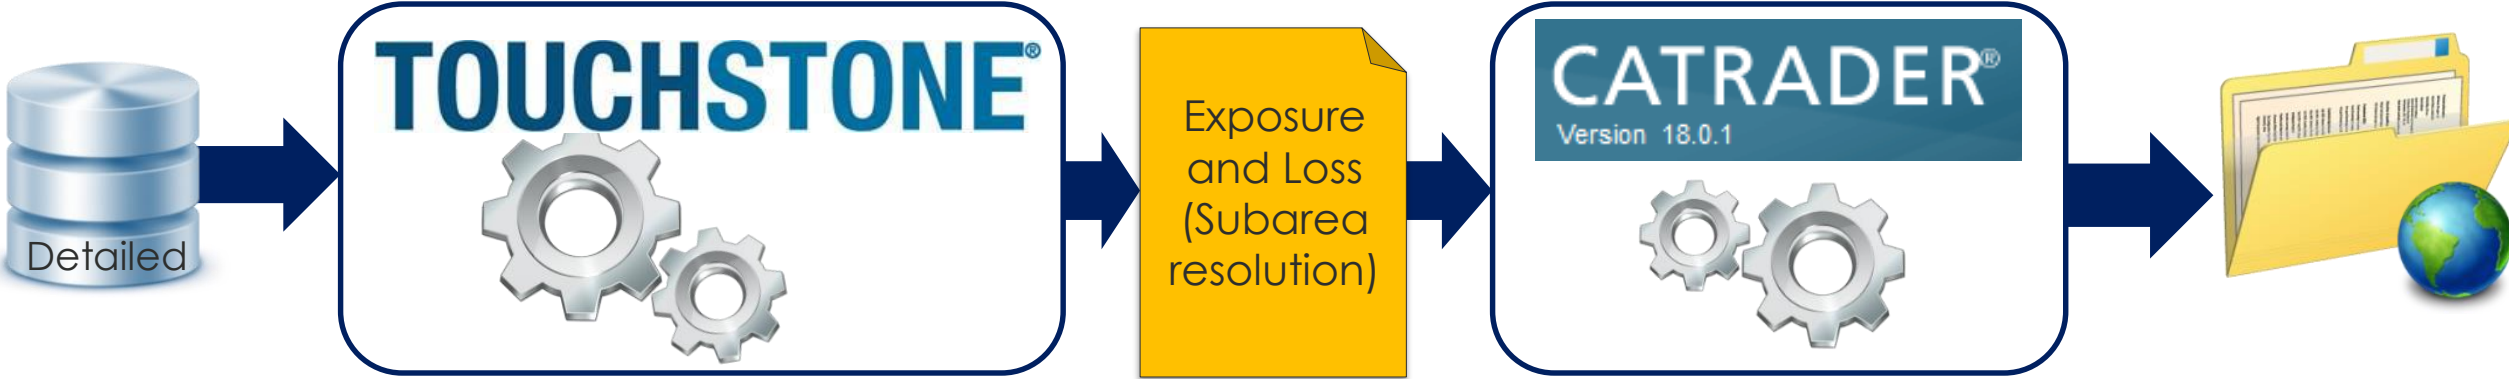 Detailed
TOUCHSTONE®
Exposure
and Loss
(Subarea
resolution)
CATRADER®
Version 18.0.1